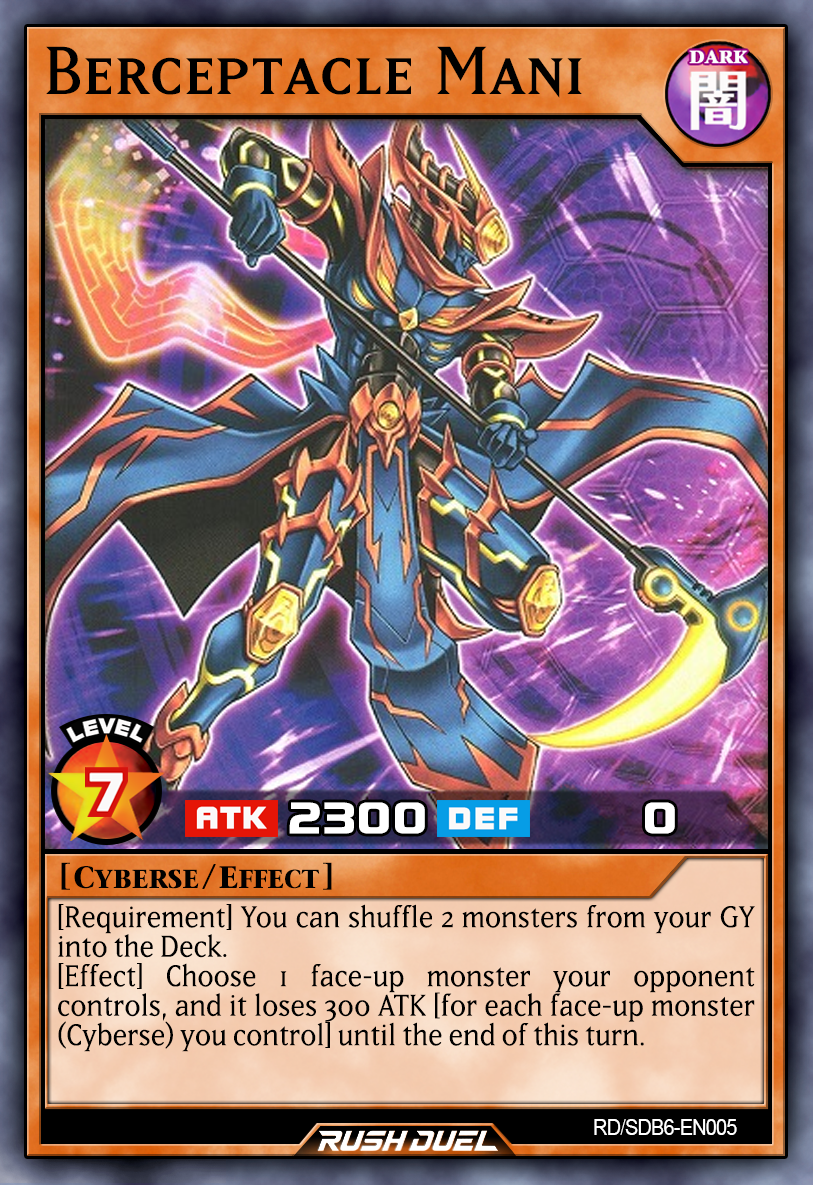 Berceptacle Mani
DARK
闇
LEVEL
7
ATK 2300 DEF 0
[Cyberse/Effect]
[Requirement] You can shuffle 2 monsters from your GY
into the Deck.
[Effect] Choose 1 face-up monster your opponent
controls, and it loses 300 ATK [for each face-up monster
(Cyberse) you control] until the end of this turn.
RD/SDB6-EN005
RUSH DUEL